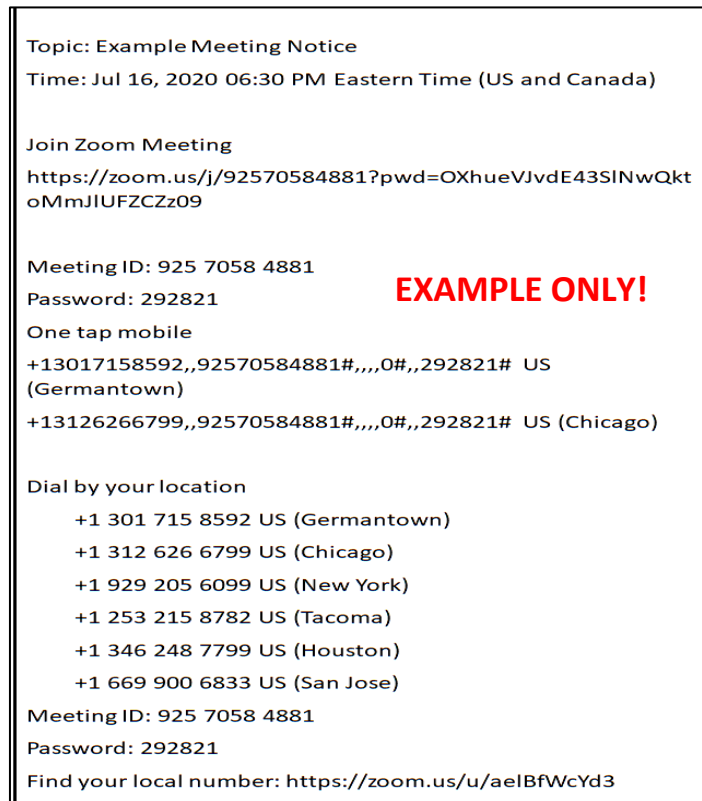 Topic: Example Meeting Notice
Time: Jul 16, 2020 06:30 PM Eastern Time (US and Canada)
Join Zoom Meeting
https://zoom.us/j/92570584881?pwd=OXhueVJvdE43SlNwQkt
oMmJlUFZCZz09
Meeting ID: 925 7058 4881
EXAMPLE ONLY!
Password: 292821
One tap mobile
+13017158592,,92570584881#,,,,0#,,292821# US
(Germantown)
+13126266799,,92570584881#,,,,0#,,292821# US (Chicago)
Dial by your location
+1 301 715 8592 US (Germantown)
+1 312 626 6799 US (Chicago)
+1 929 205 6099 US (New York)
+1 253 215 8782 US (Tacoma)
+1 346 248 7799 US (Houston)
+1 669 900 6833 US (San Jose)
Meeting ID: 925 7058 4881
Password: 292821
Find your local number: https://zoom.us/u/aelBfWcYd3